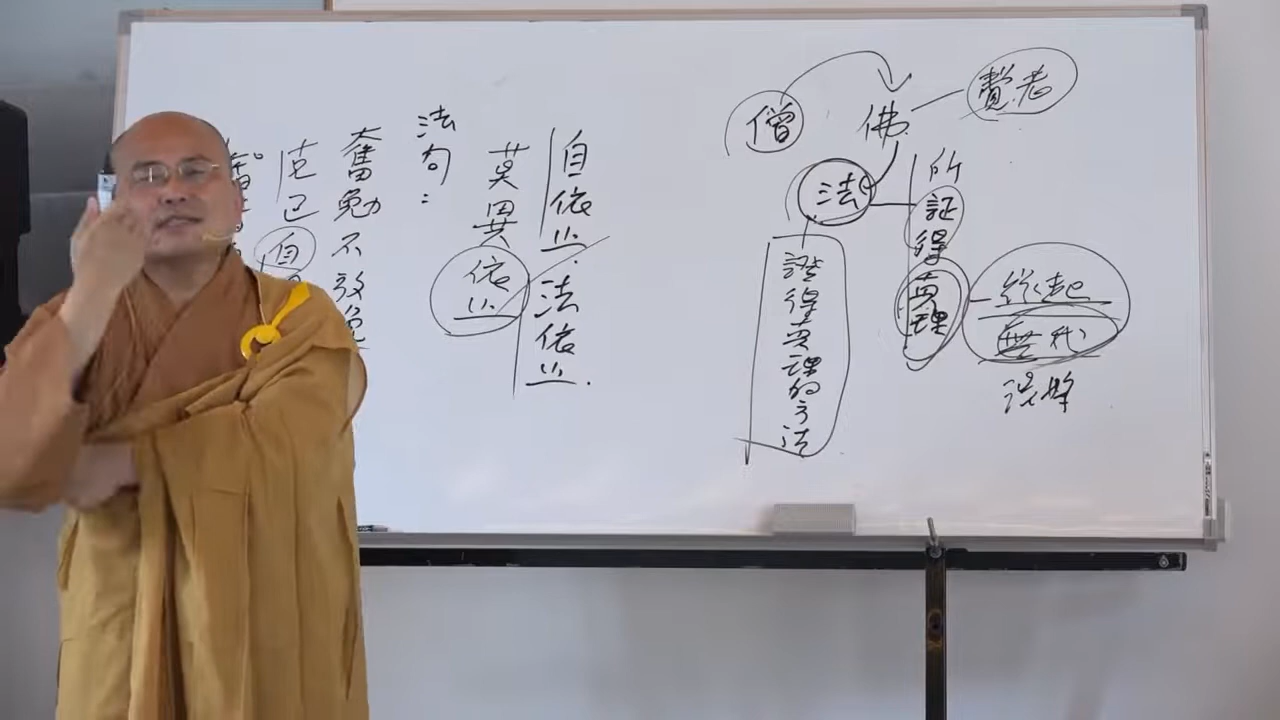 自依止.
法依止.
莫異
依止
法句：
奮勉不放逸
克己自
僧
佛
覺者
法
所証得真理
緣起
無我
證得真理的方法